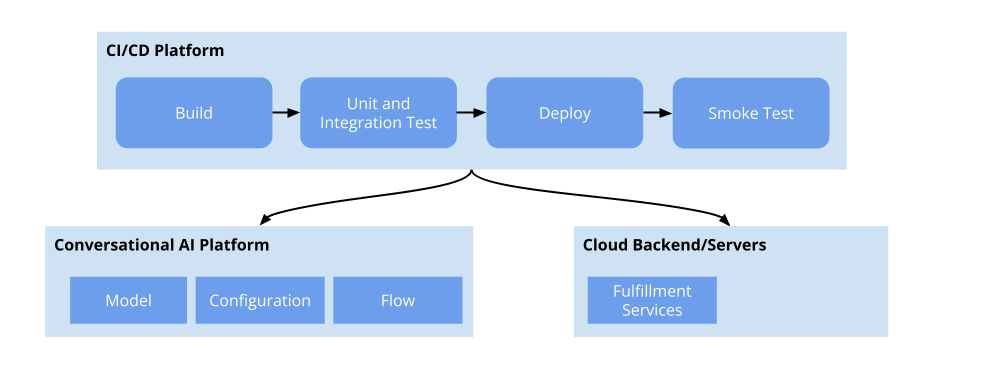 CI/CD Platform
Build
Unit and
Integration Test
Deploy
Smoke Test
Conversational AI Platform
Model
Configuration
Flow
Cloud Backend/Servers
Fulfillment
Services